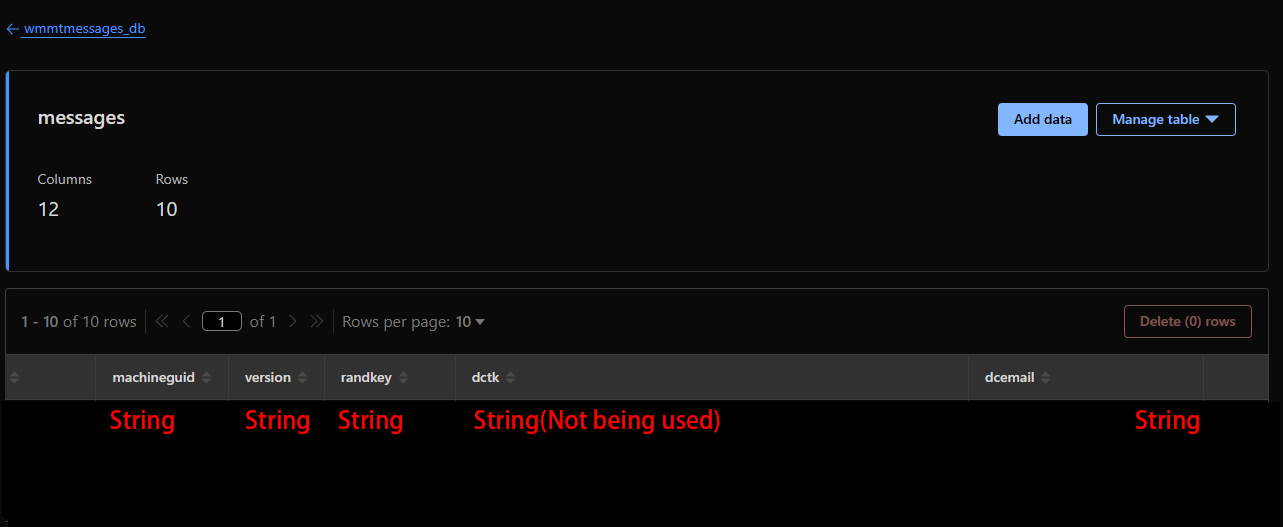 ← wmmtmessages_db
messages
Add data
Manage table
Columns
Rows
12
10
1 - 10 of 10 rows
1
of 1
Rows per page: 10
Delete (0) rows
machineguid
version
randkey
dctk
dcemail
String
String
String
String(Not being used)
String